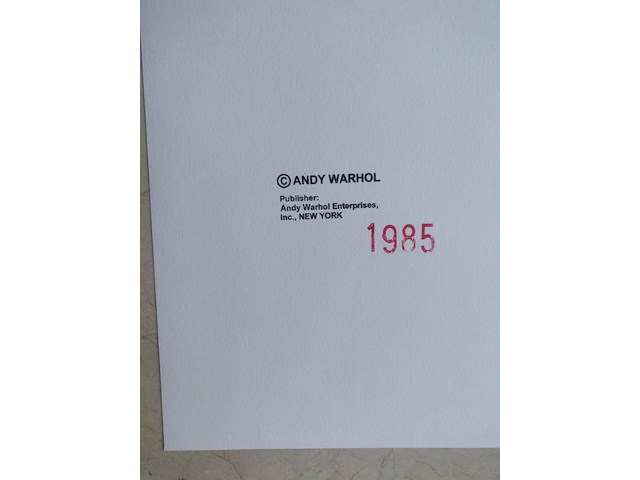 © ANDY WARHOL
Publisher:
Andy Warhol Enterprises,
Inc., NEW YORK
1985